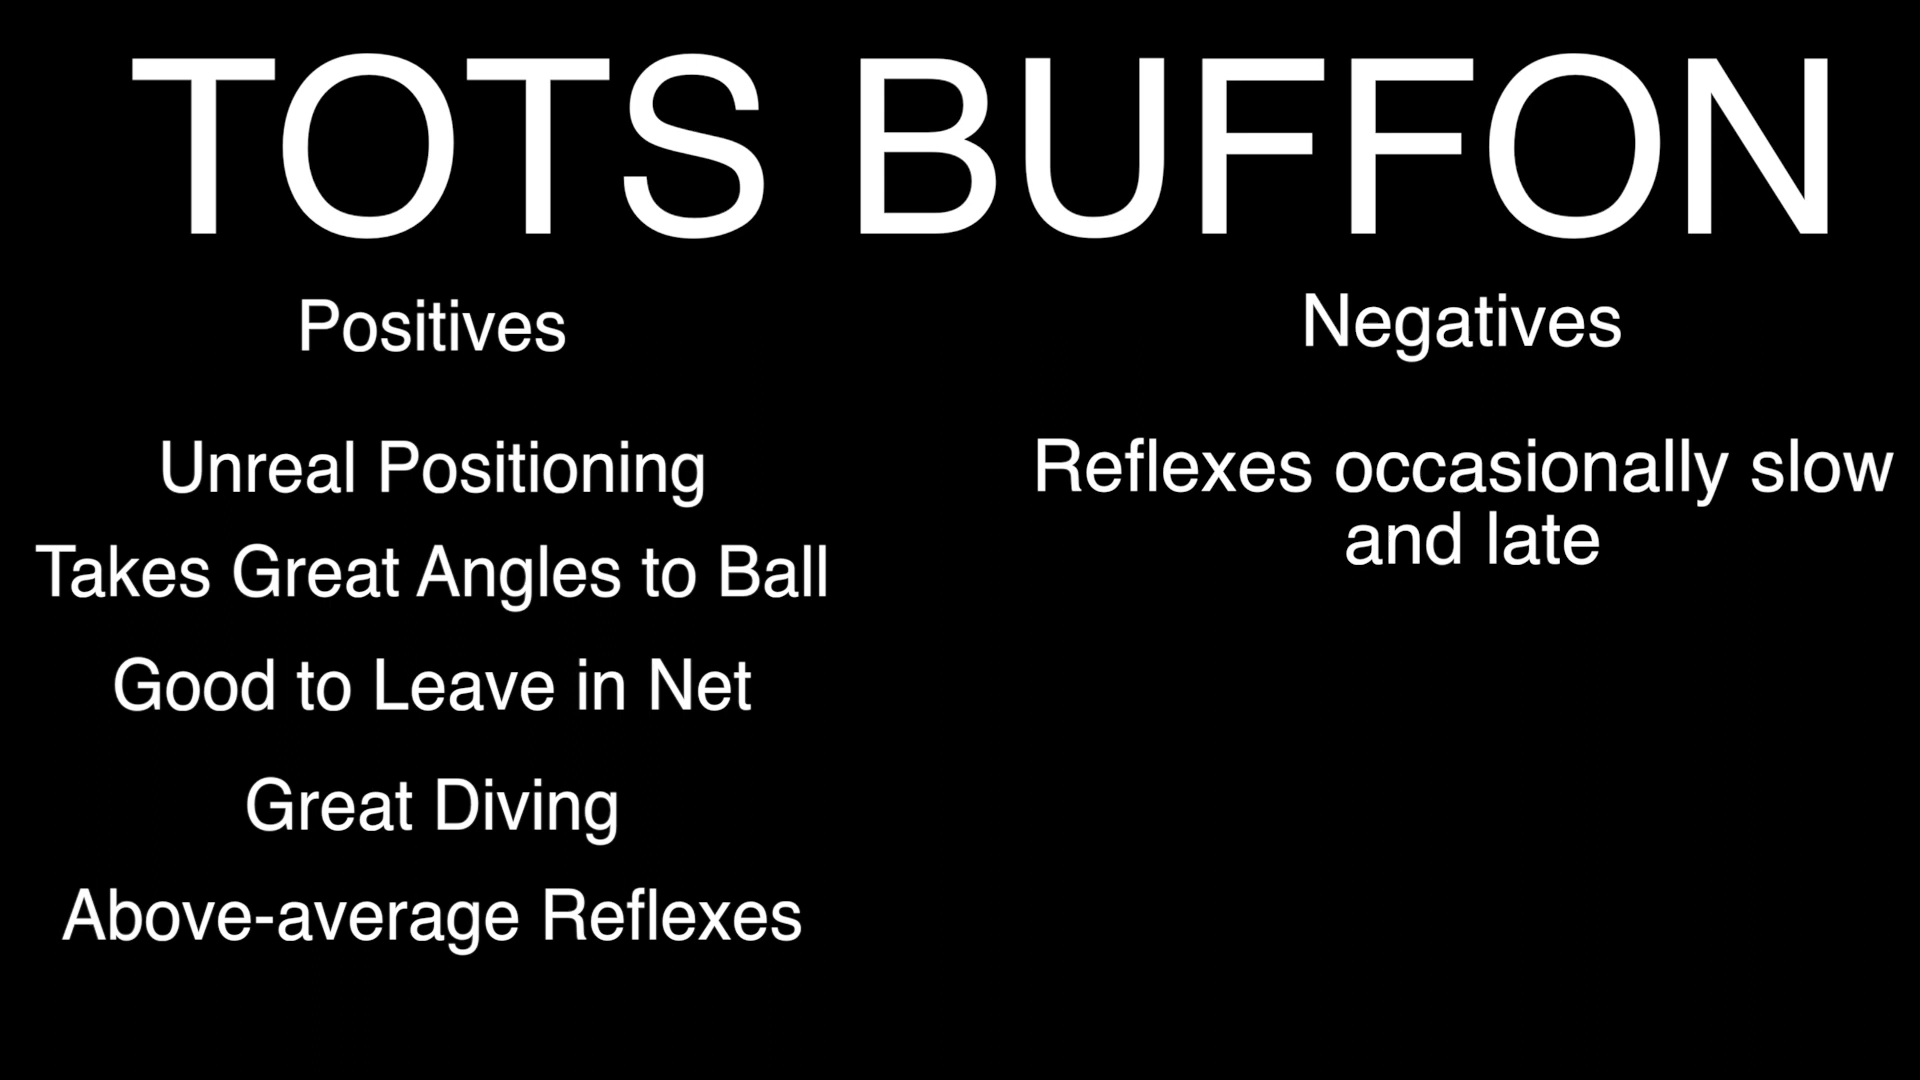 TOTS BUFFON
Positives
Unreal Positioning
Takes Great Angles to Ball
Good to Leave in Net
Great Diving
Above-average Reflexes
Negatives
Reflexes occasionally slow
and late